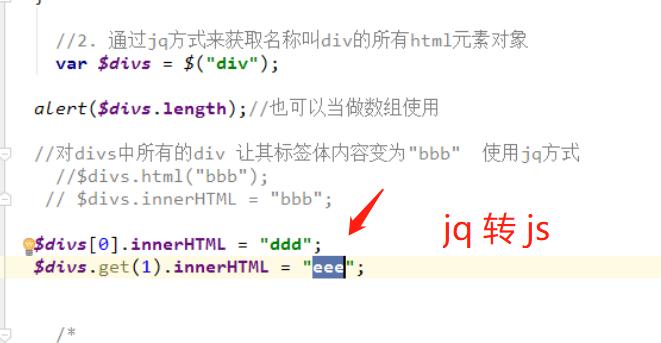 //2. 通过jq方式来获取名称叫div的所有html元素对象
var $divs = $("div");
alert($divs.length);//也可以当做数组使用
//对divs中所有的div 让其标签体内容变为"bbb"  使用jq方式
//$divs.html("bbb");
// $divs.innerHTML = "bbb";
jq 转 js
$divs[0].innerHTML = "ddd";
$divs.get(1).innerHTML = "eee";
/*